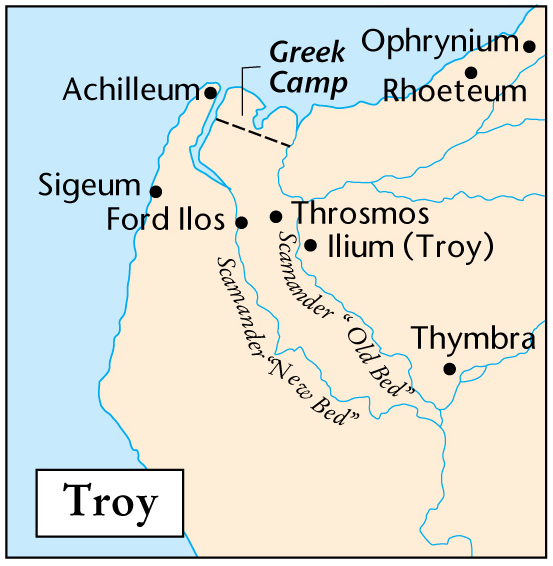 Ophrynium
Greek
Camp
Achilleum
Rhoeteum
Sigeum
Ford Ilos
Throsmos
Ilium (Troy)
Scamander "Old Bed"
Scamander "New Bed"
Thymbra
Troy